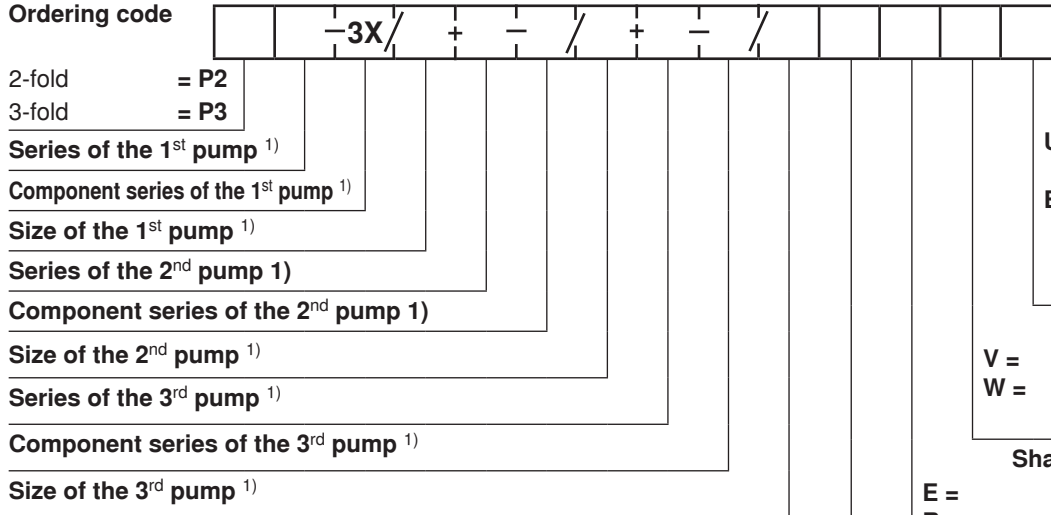 Ordering code
–3X/ + – / + – /
2-fold = P2
3-fold = P3
Series of the 1st pump 1)
Component series of the 1st pump 1)
Size of the 1st pump 1)
Series of the 2nd pump 1)
Component series of the 2nd pump 1)
Size of the 2nd pump 1)
V =
Series of the 3rd pump 1)
W =
Component series of the 3rd pump 1)
Size of the 3rd pump 1)
E =